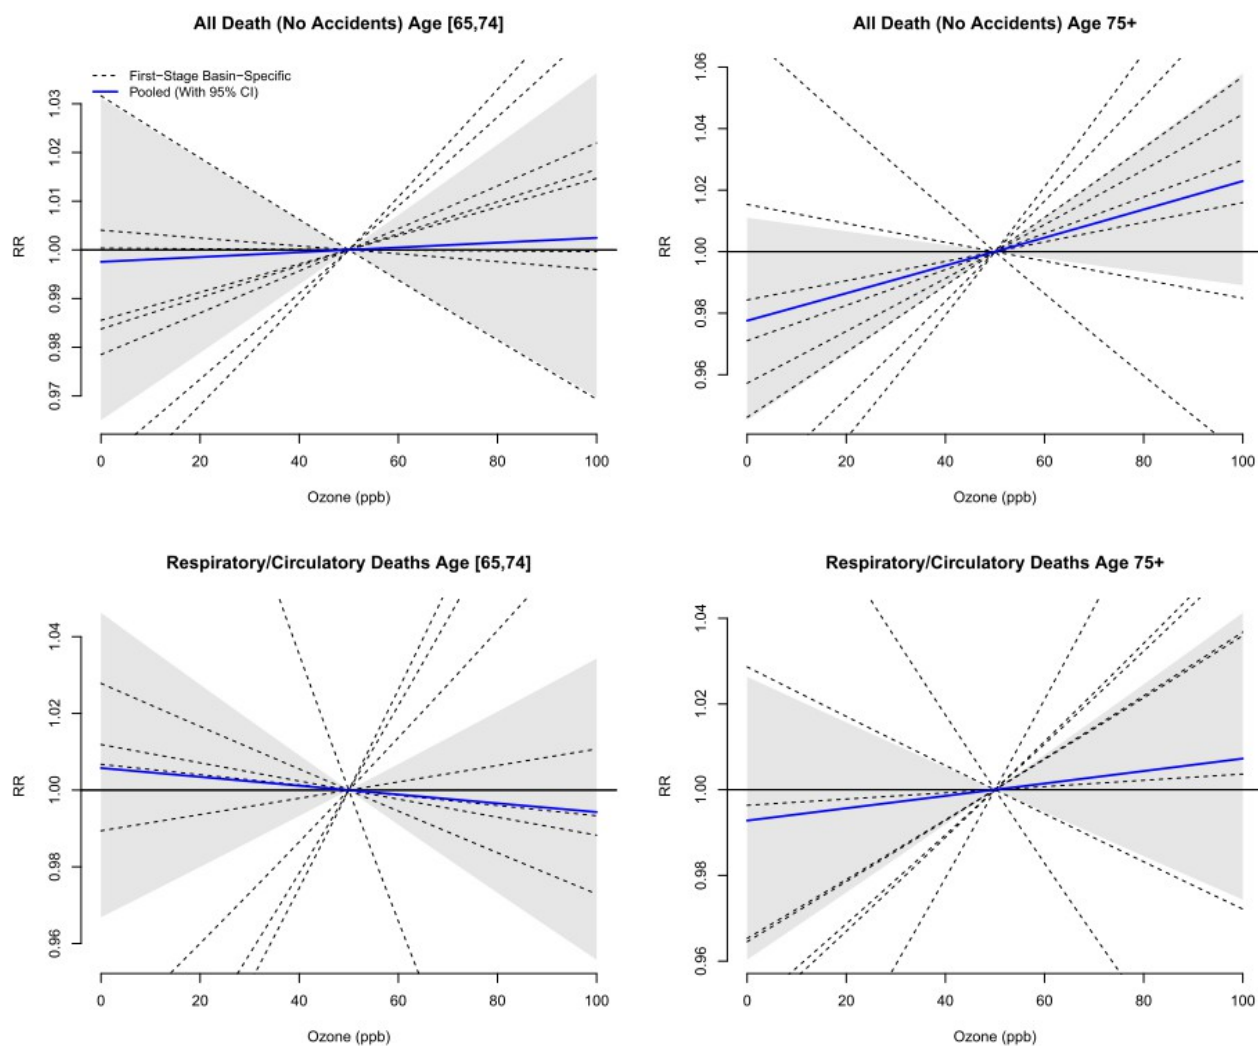 All Death (No Accidents) Age [65,74]
First−Stage Basin−Specific
Pooled (With 95% CI)
RR
1.03
1.02
1.01
1.00
0.99
0.98
0.97
0 20 40 60 80 100
Ozone (ppb)
All Death (No Accidents) Age 75+
RR
1.06
1.04
1.02
1.00
0.98
0.96
0 20 40 60 80 100
Ozone (ppb)
Respiratory/Circulatory Deaths Age [65,74]
RR
1.04
1.02
1.00
0.98
0.96
0 20 40 60 80 100
Ozone (ppb)
Respiratory/Circulatory Deaths Age 75+
RR
1.04
1.02
1.00
0.98
0.96
0 20 40 60 80 100
Ozone (ppb)